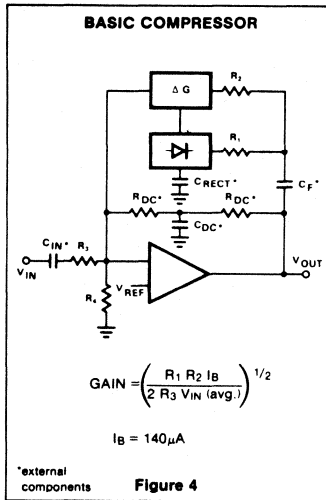 BASIC COMPRESSOR
Δ G
R2
R1
CRECT*
CF*
RDC*
RDC*
CDC*
CIN*
R3
VIN
VOUT
R4
VREF
GAIN = ( R1 R2 IB / 2 R3 VIN (avg.) ) 1/2
IB = 140µA
*external
components
Figure 4